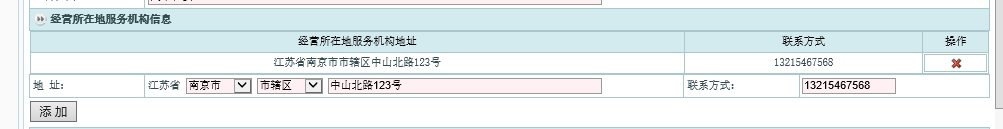 经营所在地服务机构信息
经营所在地服务机构地址 联系方式 操作
江苏省南京市市辖区中山北路123号 13215467568
地 址: 江苏省 南京市 市辖区 中山北路123号 联系方式: 13215467568
添 加